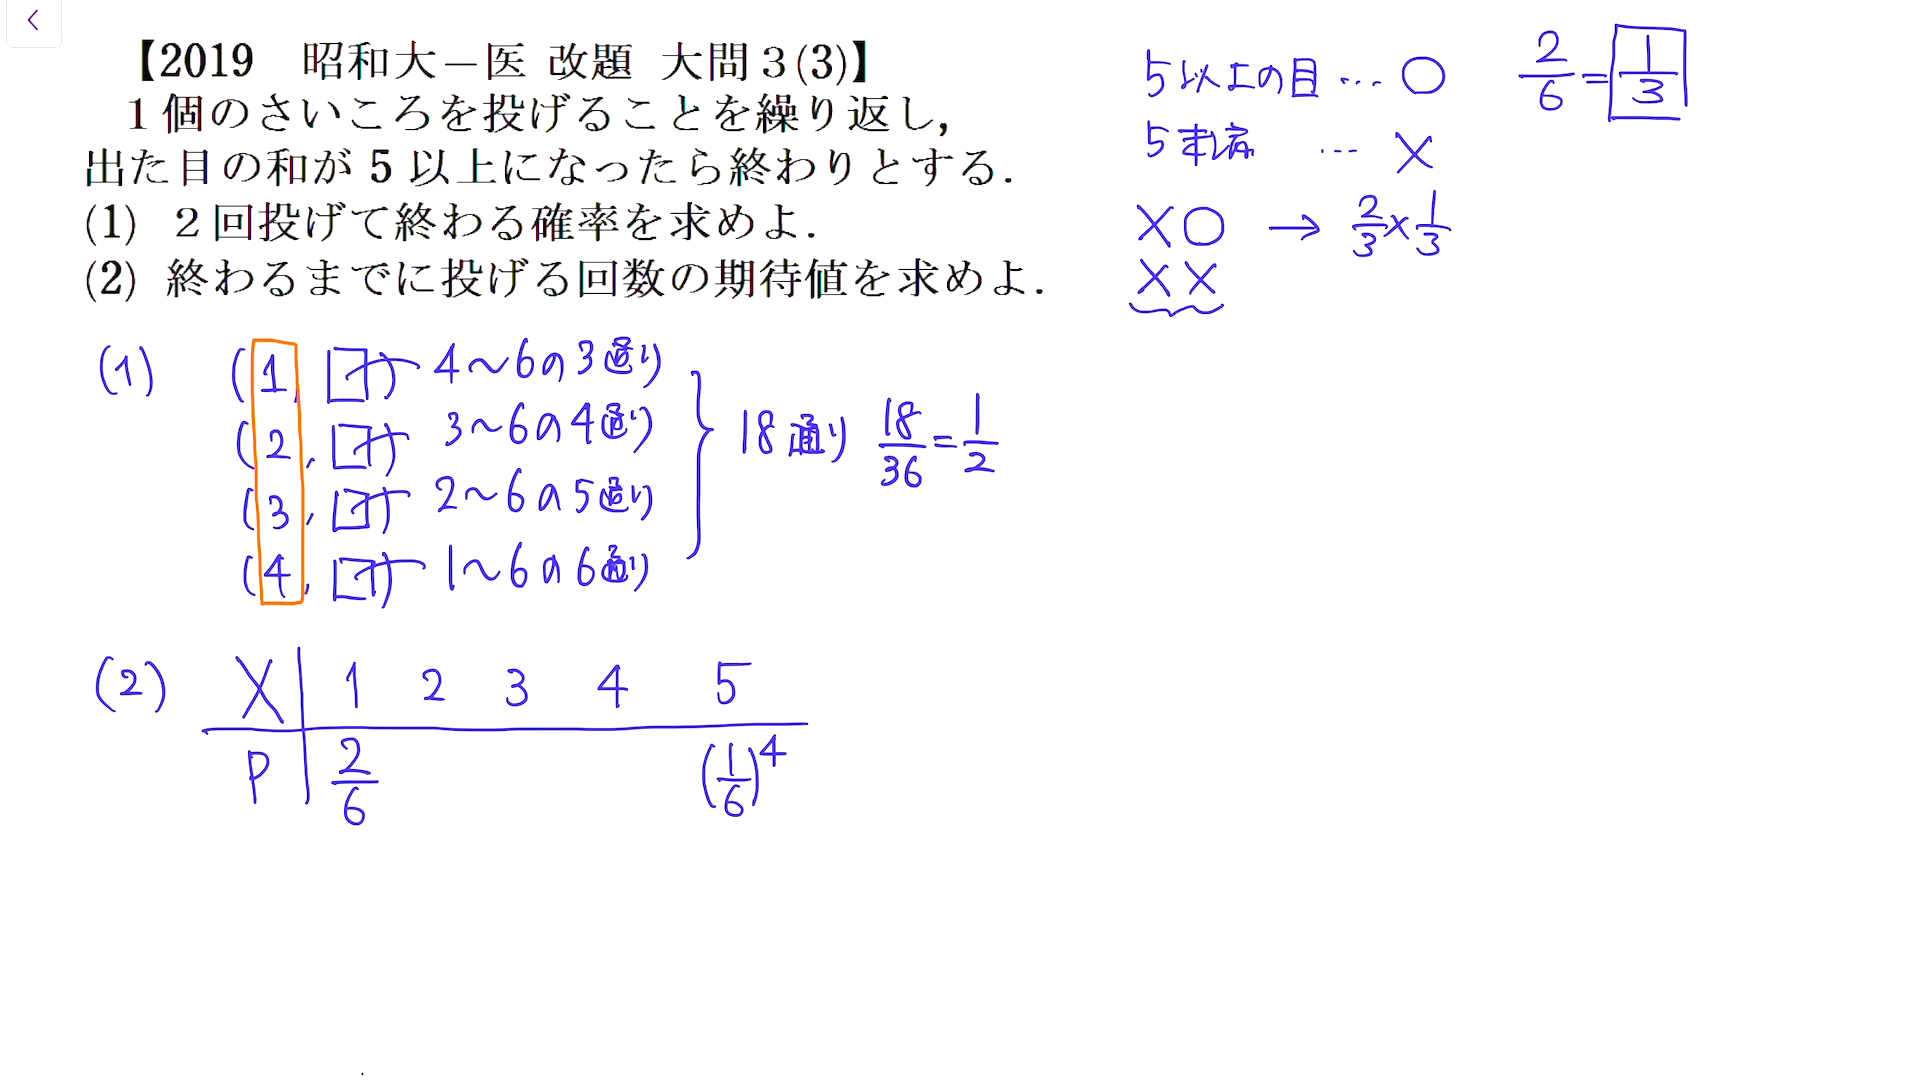 【2019 昭和大－医 改題 大問３(3)】
１個のさいころを投げることを繰り返し，
出た目の和が 5 以上になったら終わりとする．
(1) ２回投げて終わる確率を求めよ．
(2) 終わるまでに投げる回数の期待値を求めよ．
5以上の目 … ○ 2/6 = 1/3
5未満 … ×
×○ → 2/3 × 1/3
××
(1) (1, □) 4～6の3通り
(2, □) 3～6の4通り
(3, □) 2～6の5通り
(4, □) 1～6の6通り
18通り 18/36 = 1/2
(2) X 1 2 3 4 5
P 2/6 (1/6)^4